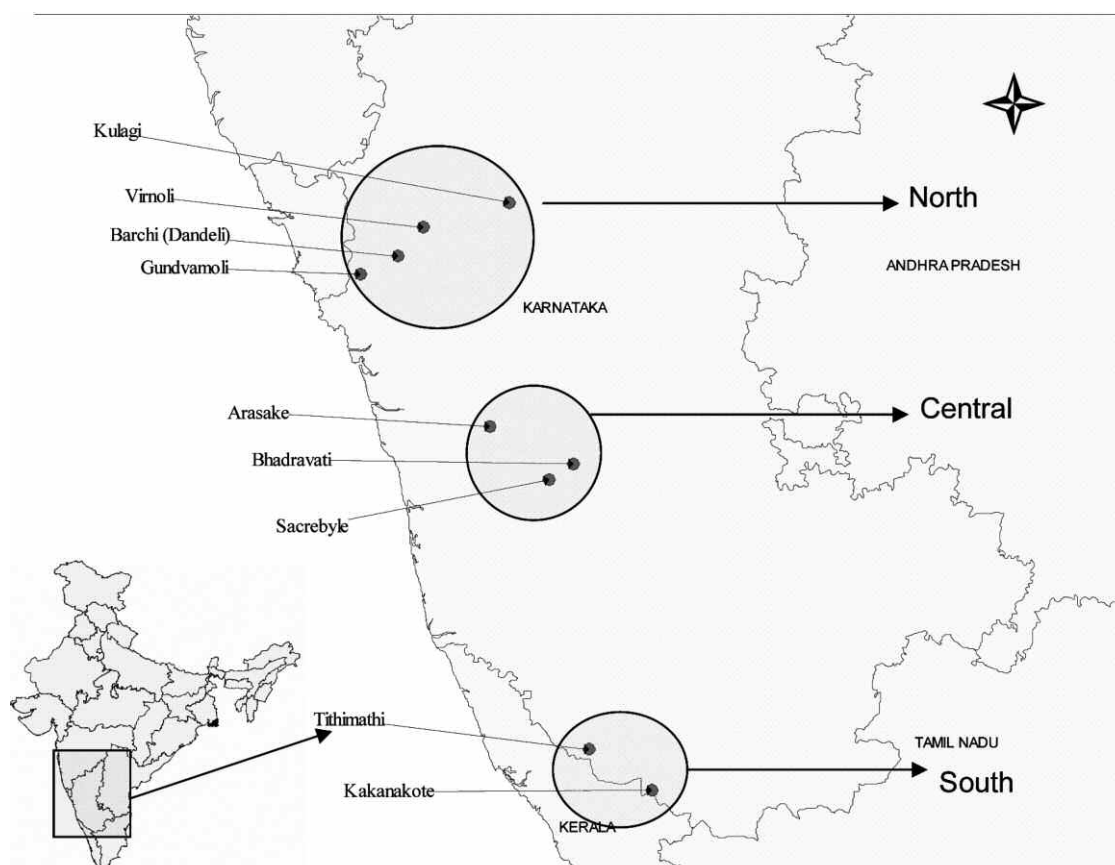 Kulagi
Virnoli
North
Barchi (Dandeli)
Gundvamoli
ANDHRA PRADESH
KARNATAKA
Arasake
Central
Bhadravati
Sacrebyle
Tithimathi
TAMIL NADU
South
Kakanakote
KERALA